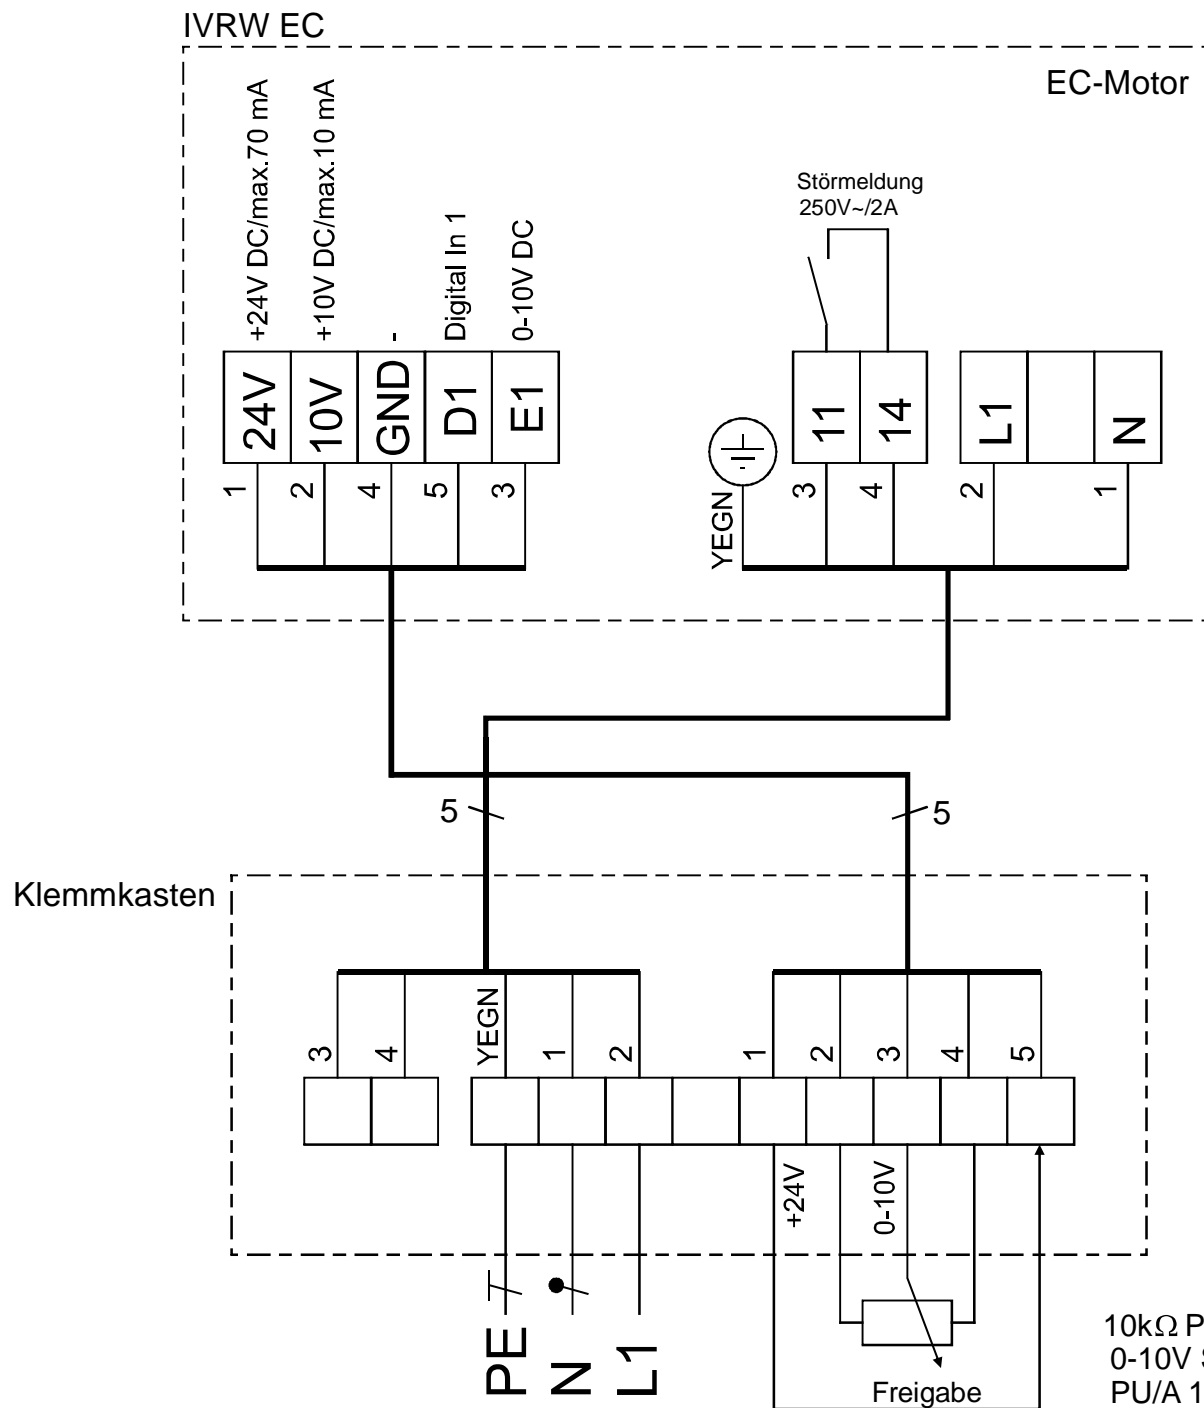 IVRW EC
EC-Motor
+24V DC/max.70 mA
+10V DC/max.10 mA
-
Digital In 1
0-10V DC
Störmeldung
250V~/2A
24V
10V
GND
D1
E1
11
14
L1
N
1
2
4
5
3
YEGN
3
4
2
1
5
5
Klemmkasten
3
4
YEGN
1
2
1
2
3
4
5
+24V
0-10V
PE
N
L1
10kΩ P
0-10V
PU/A 1
Freigabe